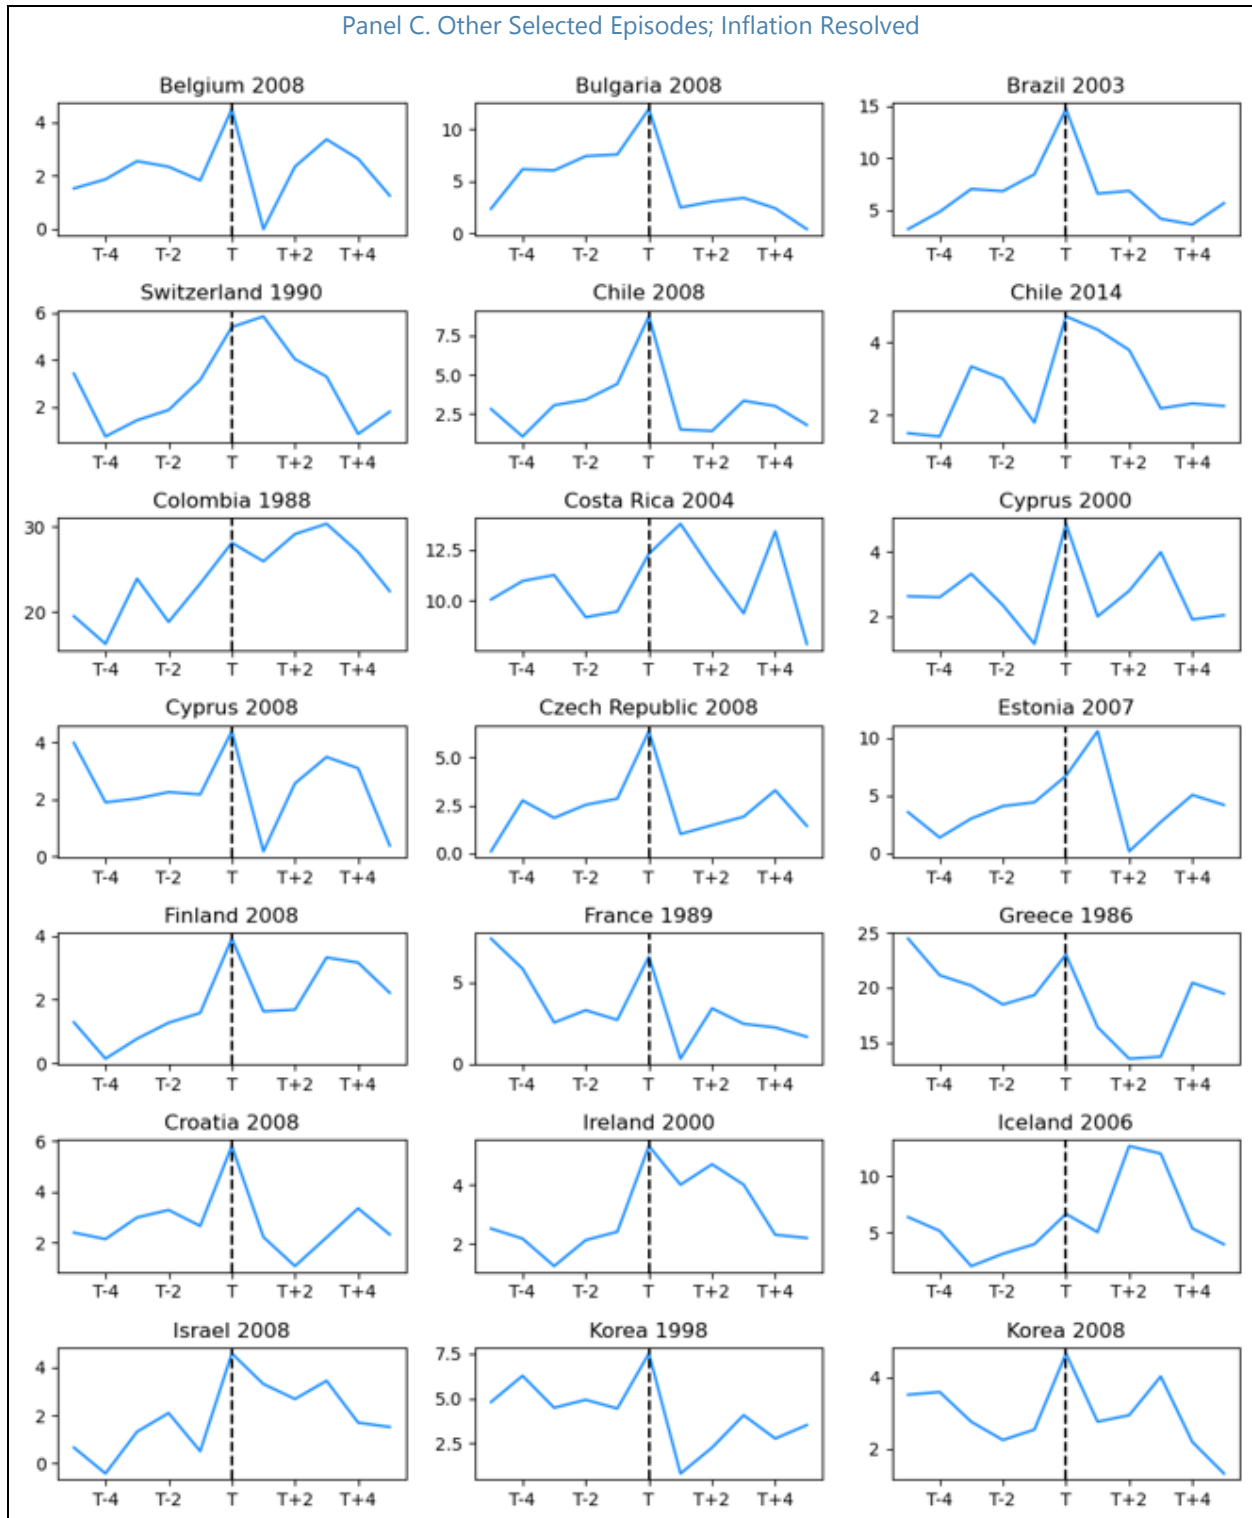 Panel C. Other Selected Episodes; Inflation Resolved
Belgium 2008
4
2
0
T-4 T-2 T T+2 T+4
Bulgaria 2008
10
5
0
T-4 T-2 T T+2 T+4
Brazil 2003
15
10
5
T-4 T-2 T T+2 T+4
Switzerland 1990
6
4
2
T-4 T-2 T T+2 T+4
Chile 2008
7.5
5.0
2.5
T-4 T-2 T T+2 T+4
Chile 2014
4
2
T-4 T-2 T T+2 T+4
Colombia 1988
30
20
T-4 T-2 T T+2 T+4
Costa Rica 2004
12.5
10.0
T-4 T-2 T T+2 T+4
Cyprus 2000
4
2
T-4 T-2 T T+2 T+4
Cyprus 2008
4
2
0
T-4 T-2 T T+2 T+4
Czech Republic 2008
5.0
2.5
0.0
T-4 T-2 T T+2 T+4
Estonia 2007
10
5
0
T-4 T-2 T T+2 T+4
Finland 2008
4
2
0
T-4 T-2 T T+2 T+4
France 1989
5
0
T-4 T-2 T T+2 T+4
Greece 1986
25
20
15
T-4 T-2 T T+2 T+4
Croatia 2008
6
4
2
T-4 T-2 T T+2 T+4
Ireland 2000
4
2
T-4 T-2 T T+2 T+4
Iceland 2006
10
5
T-4 T-2 T T+2 T+4
Israel 2008
4
2
0
T-4 T-2 T T+2 T+4
Korea 1998
7.5
5.0
2.5
T-4 T-2 T T+2 T+4
Korea 2008
4
2
T-4 T-2 T T+2 T+4